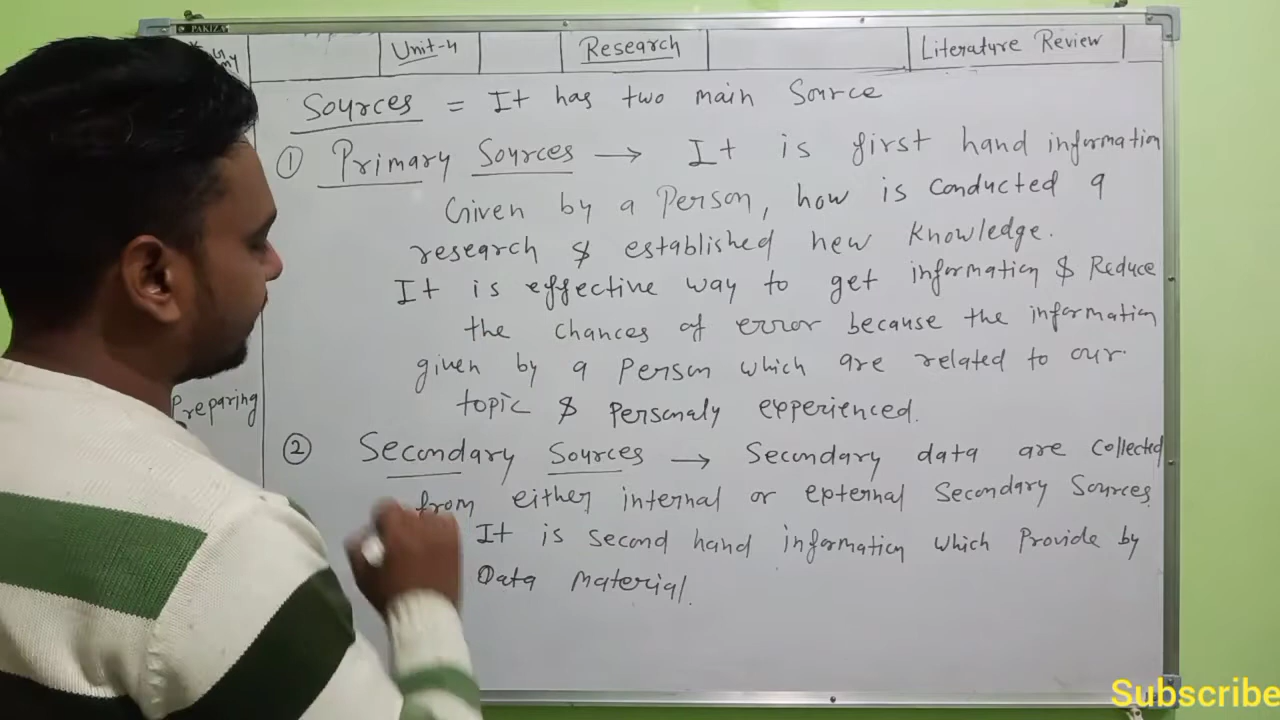 PAKIZA
Unit-4
Research
Literature Review
Sources = It has two main Source
① Primary Sources → It is first hand information
Given by a Person, how is conducted a
research & established new knowledge.
It is effective way to get information & Reduce
the chances of error because the information
given by a Person which are related to our
topic & Personaly experienced.
Preparing
② Secondary Sources → Secondary data are collected
from either internal or external Secondary Sources.
It is second hand information which Provide by
Data material.
Subscribe